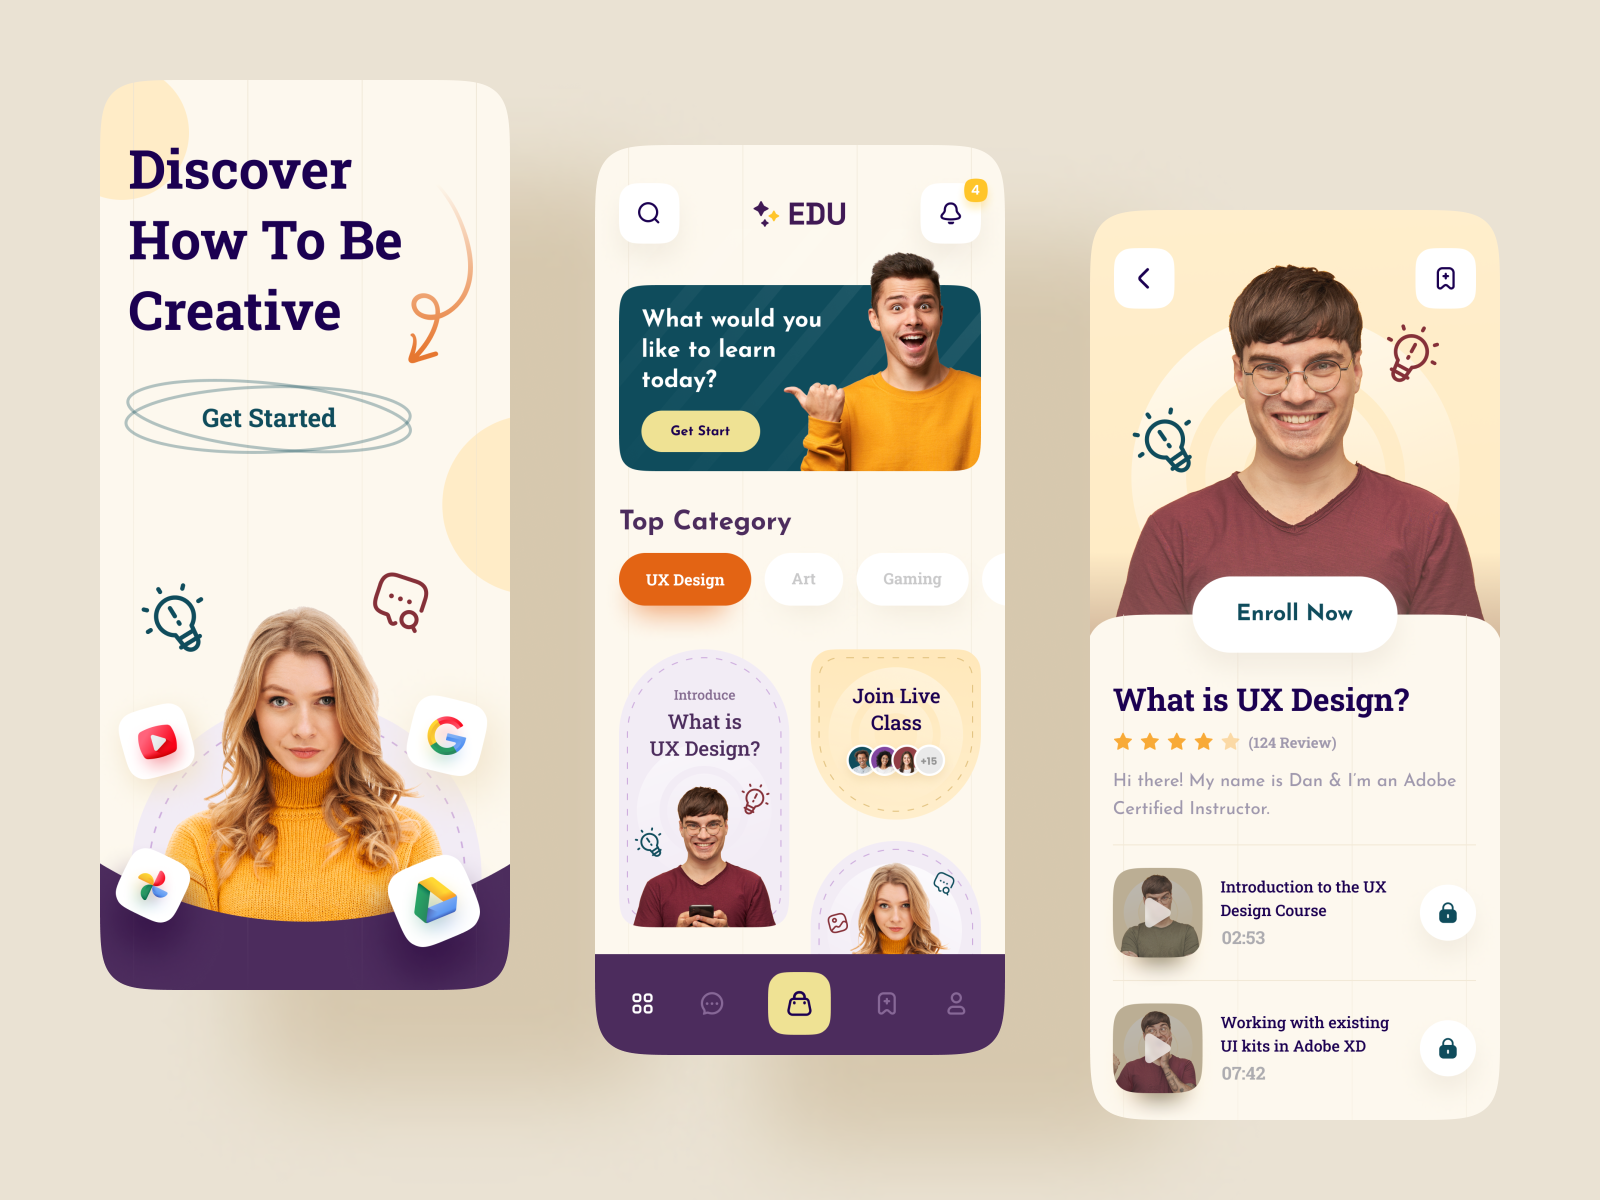 Discover
How To Be
Creative
Get Started
4
EDU
What would you
like to learn
today?
Get Start
Top Category
UX Design
Art
Gaming
Introduce
What is
UX Design?
Join Live
Class
+15
Enroll Now
What is UX Design?
(124 Review)
Hi there! My name is Dan & I'm an Adobe
Certified Instructor.
Introduction to the UX
Design Course
02:53
Working with existing
UI kits in Adobe XD
07:42